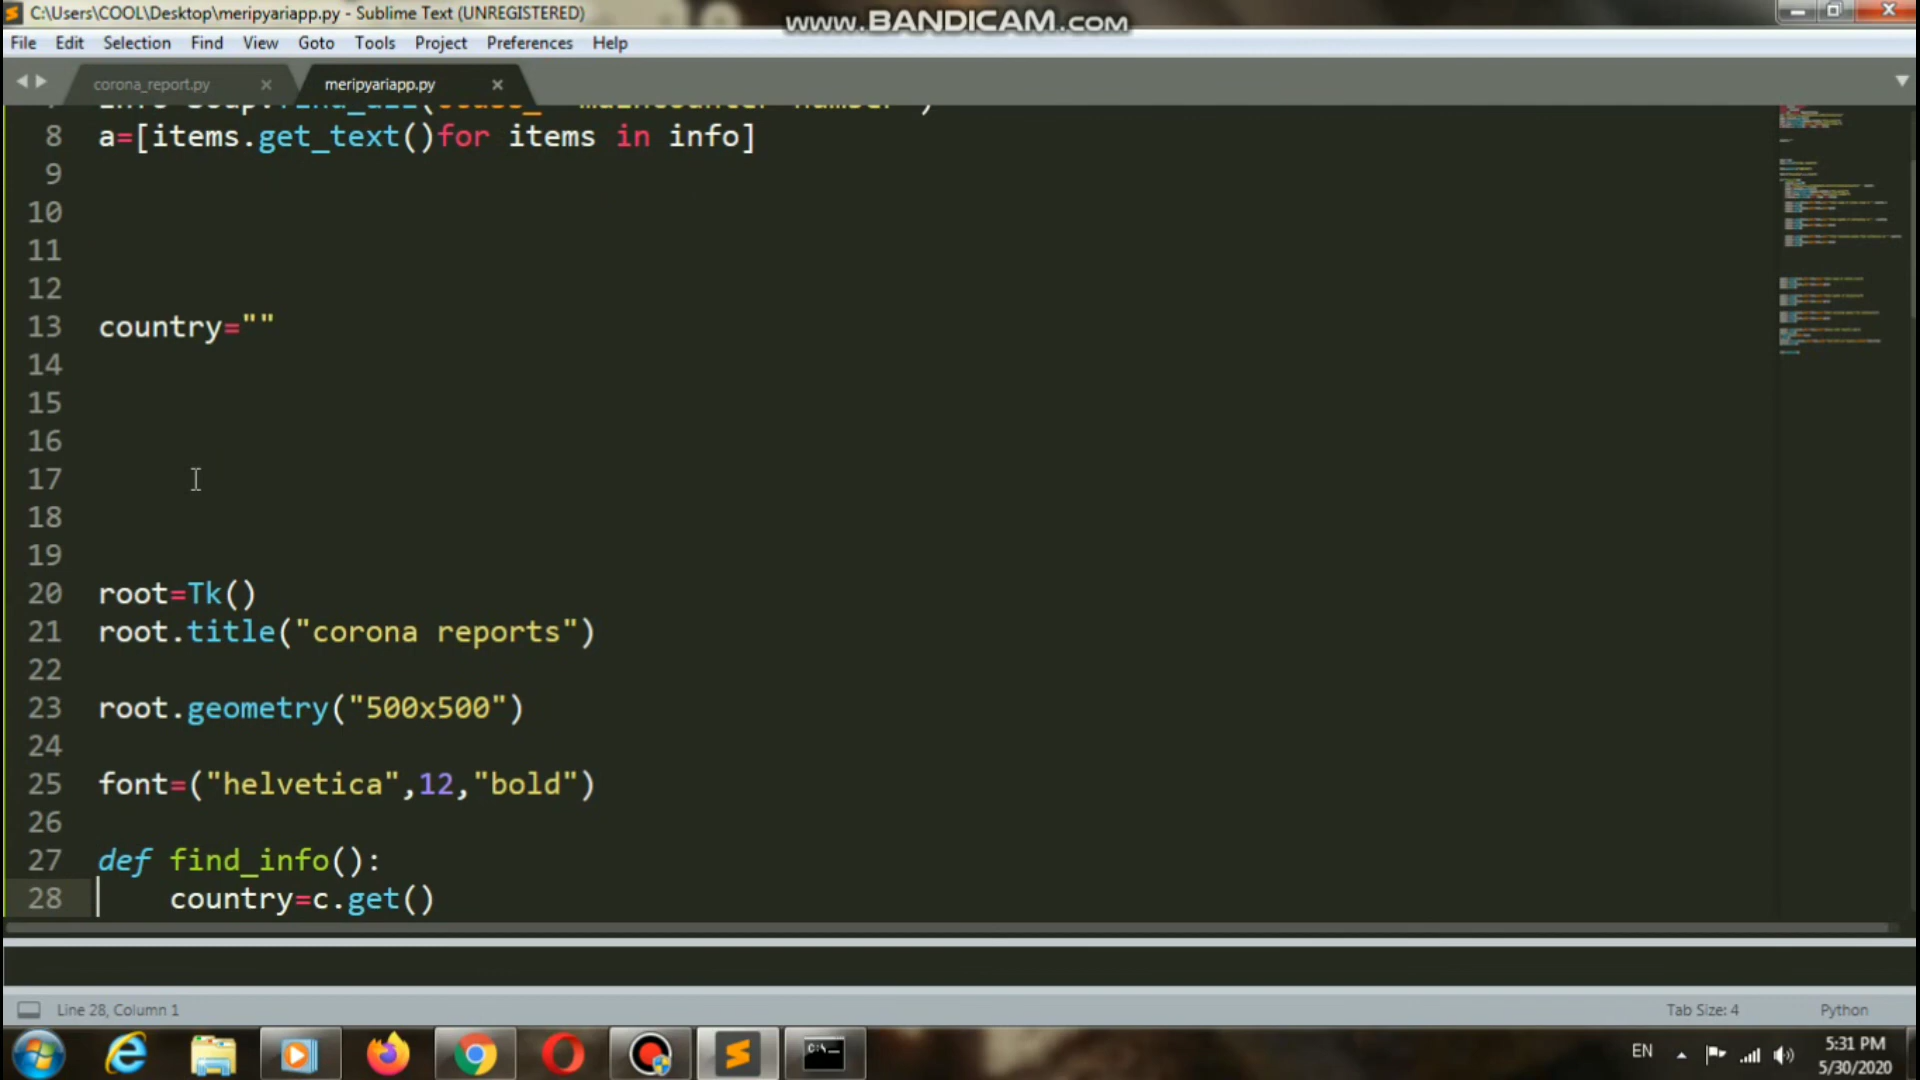 C:\Users\COOL\Desktop\meripyariapp.py - Sublime Text (UNREGISTERED)
www.BANDICAM.com
File Edit Selection Find View Goto Tools Project Preferences Help
corona_report.py × meripyariapp.py ×
8 a=[items.get_text()for items in info]
9
10
11
12
13 country=""
14
15
16
17
18
19
20 root=Tk()
21 root.title("corona reports")
22
23 root.geometry("500x500")
24
25 font=("helvetica",12,"bold")
26
27 def find_info():
28 country=c.get()
Line 28, Column 1
Tab Size: 4
Python
C:\_
EN
5:31 PM
5/30/2020